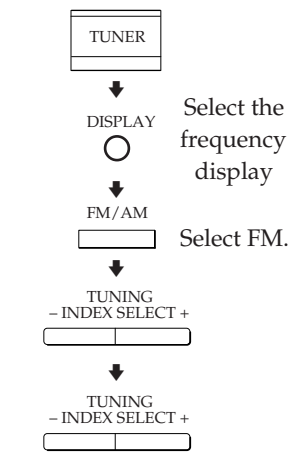 TUNER
DISPLAY
Select the
frequency
display
FM/AM
Select FM.
TUNING
– INDEX SELECT +
TUNING
– INDEX SELECT +